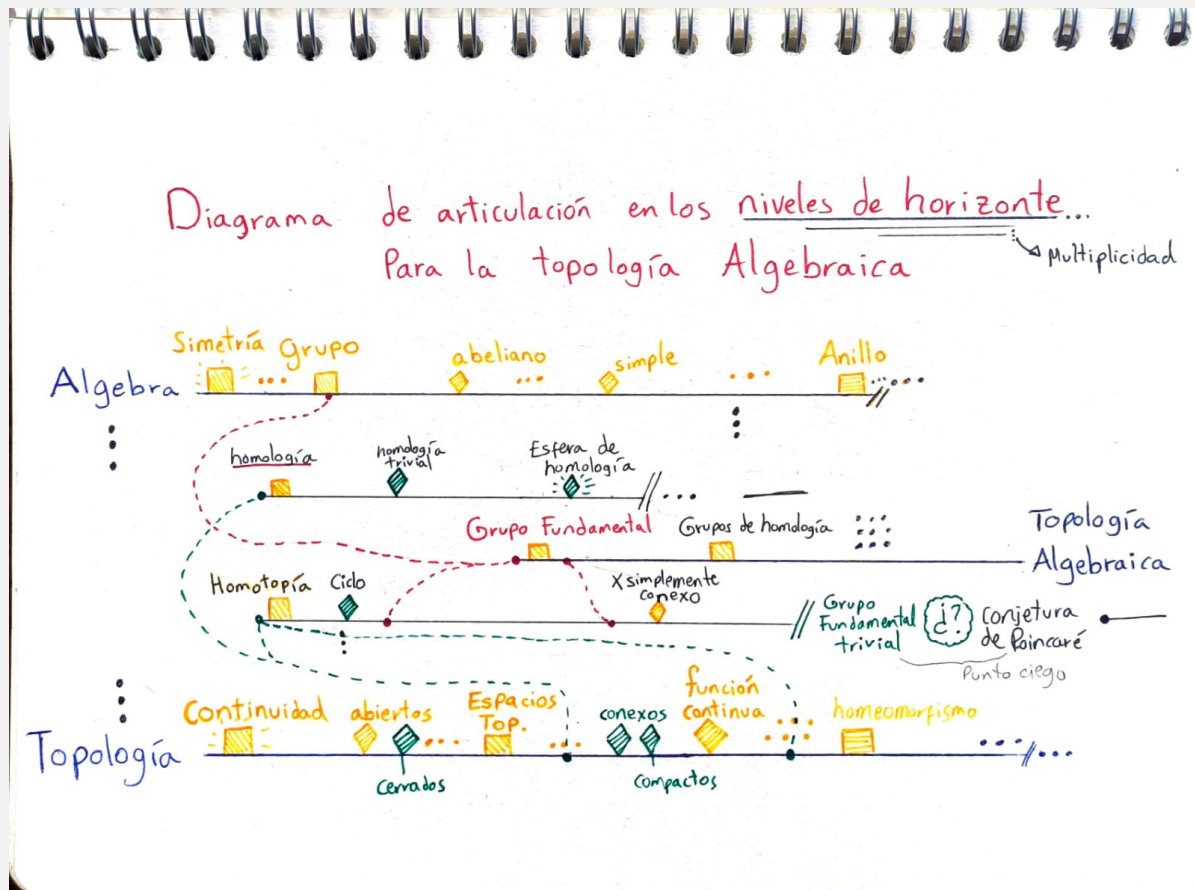 Diagrama de articulación en los niveles de horizonte...
Para la topología Algebraica
Multiplicidad
Simetría Grupo abeliano simple Anillo
Algebra
homología
homología
trivial
Esfera de
homología
Grupo Fundamental Grupos de homología
Topología
Algebraica
Homotopía Ciclo
X simplemente
conexo
Grupo
Fundamental
trivial
¿?
Conjetura
de Poincaré
Punto ciego
Continuidad abiertos
Espacios
Top.
conexos
función
continua
homeomorfismo
Topología
Cerrados
Compactos